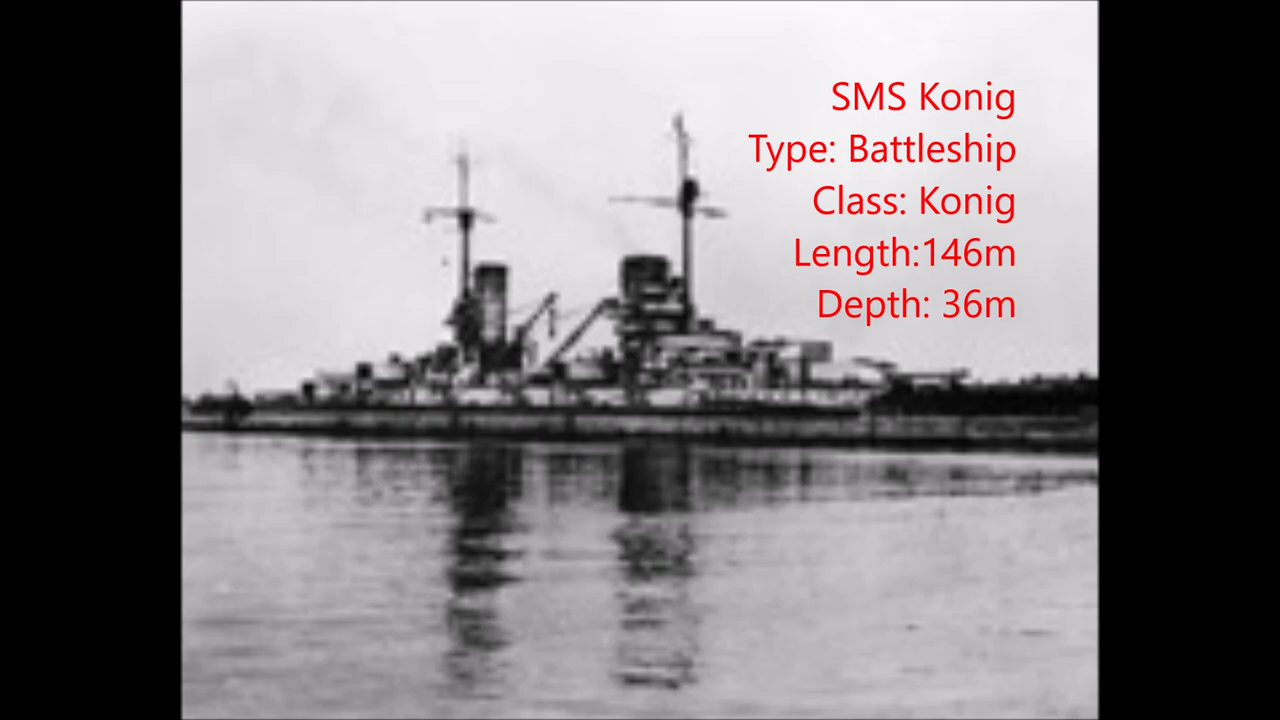 SMS Konig
Type: Battleship
Class: Konig
Length:146m
Depth: 36m